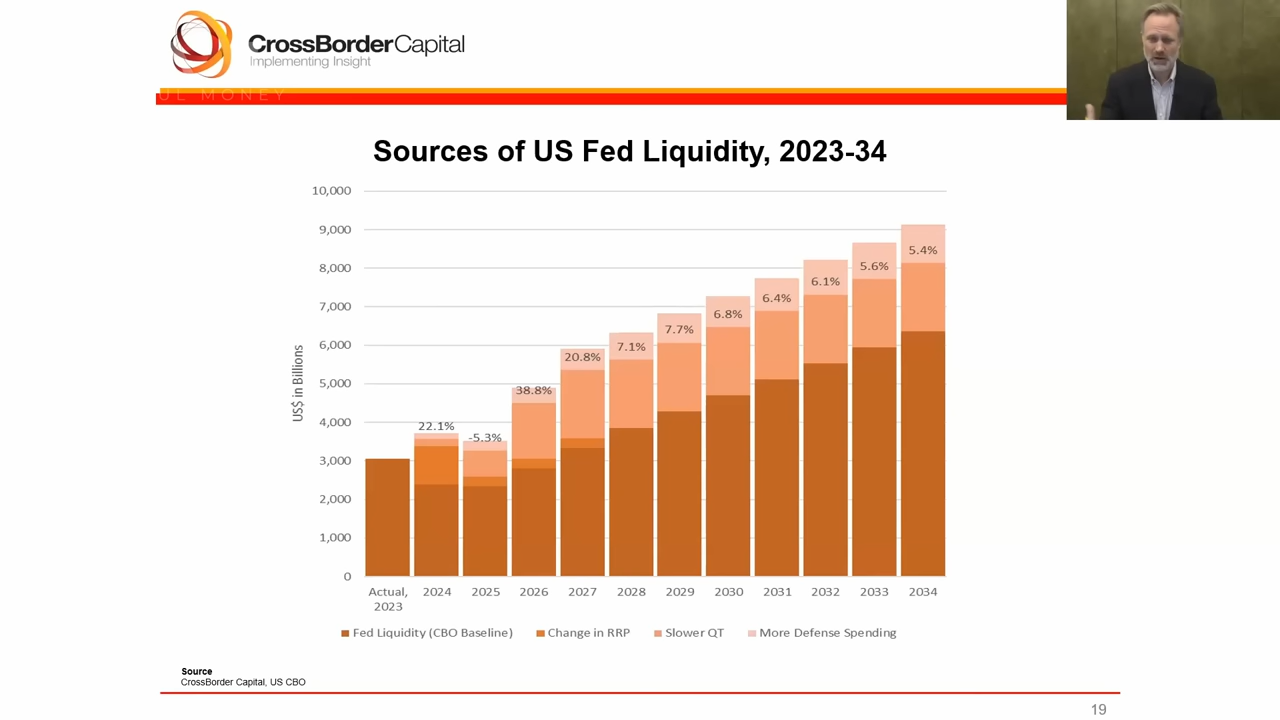 CrossBorderCapital
Implementing Insight
UL MONEY
Sources of US Fed Liquidity, 2023-34
10,000
9,000
8,000
7,000
6,000
5,000
4,000
3,000
2,000
1,000
0
US$ in Billions
22.1%
-5.3%
38.8%
20.8%
7.1%
7.7%
6.8%
6.4%
6.1%
5.6%
5.4%
Actual, 2023 2024 2025 2026 2027 2028 2029 2030 2031 2032 2033 2034
Fed Liquidity (CBO Baseline) Change in RRP Slower QT More Defense Spending
Source
CrossBorder Capital, US CBO
19